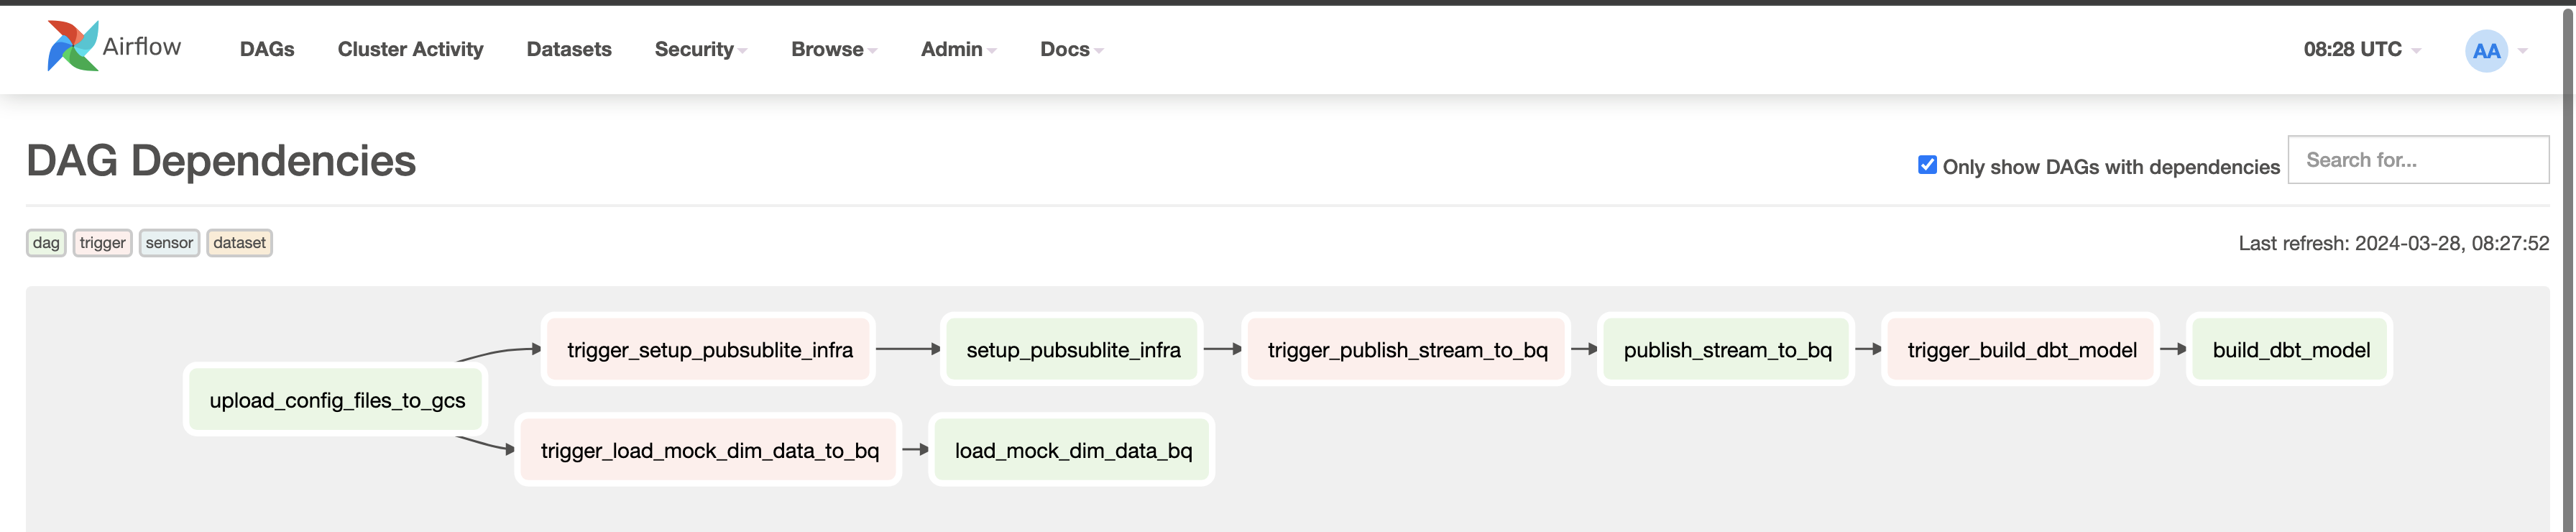 Airflow DAGs Cluster Activity Datasets Security Browse Admin Docs 08:28 UTC AA
DAG Dependencies
Only show DAGs with dependencies Search for...
dag trigger sensor dataset Last refresh: 2024-03-28, 08:27:52
trigger_setup_pubsublite_infra setup_pubsublite_infra trigger_publish_stream_to_bq publish_stream_to_bq trigger_build_dbt_model build_dbt_model
upload_config_files_to_gcs
trigger_load_mock_dim_data_to_bq load_mock_dim_data_bq